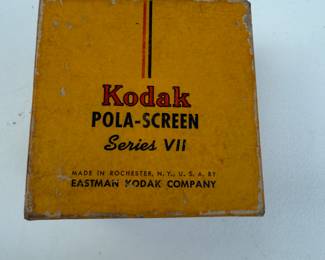 Kodak
POLA-SCREEN
Series VII
MADE IN ROCHESTER, N. Y., U. S. A. BY
EASTMAN KODAK COMPANY